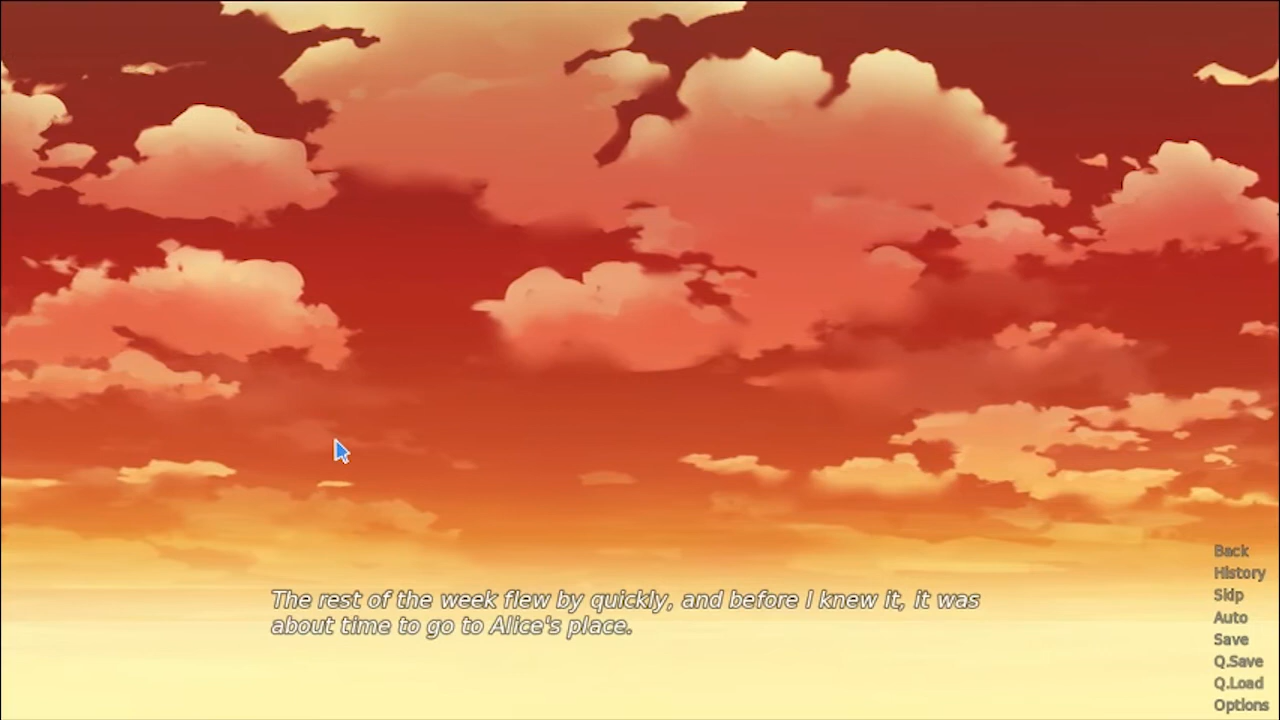 The rest of the week flew by quickly, and before I knew it, it was
about time to go to Alice's place.
Back
History
Skip
Auto
Save
Q.Save
Q.Load
Options